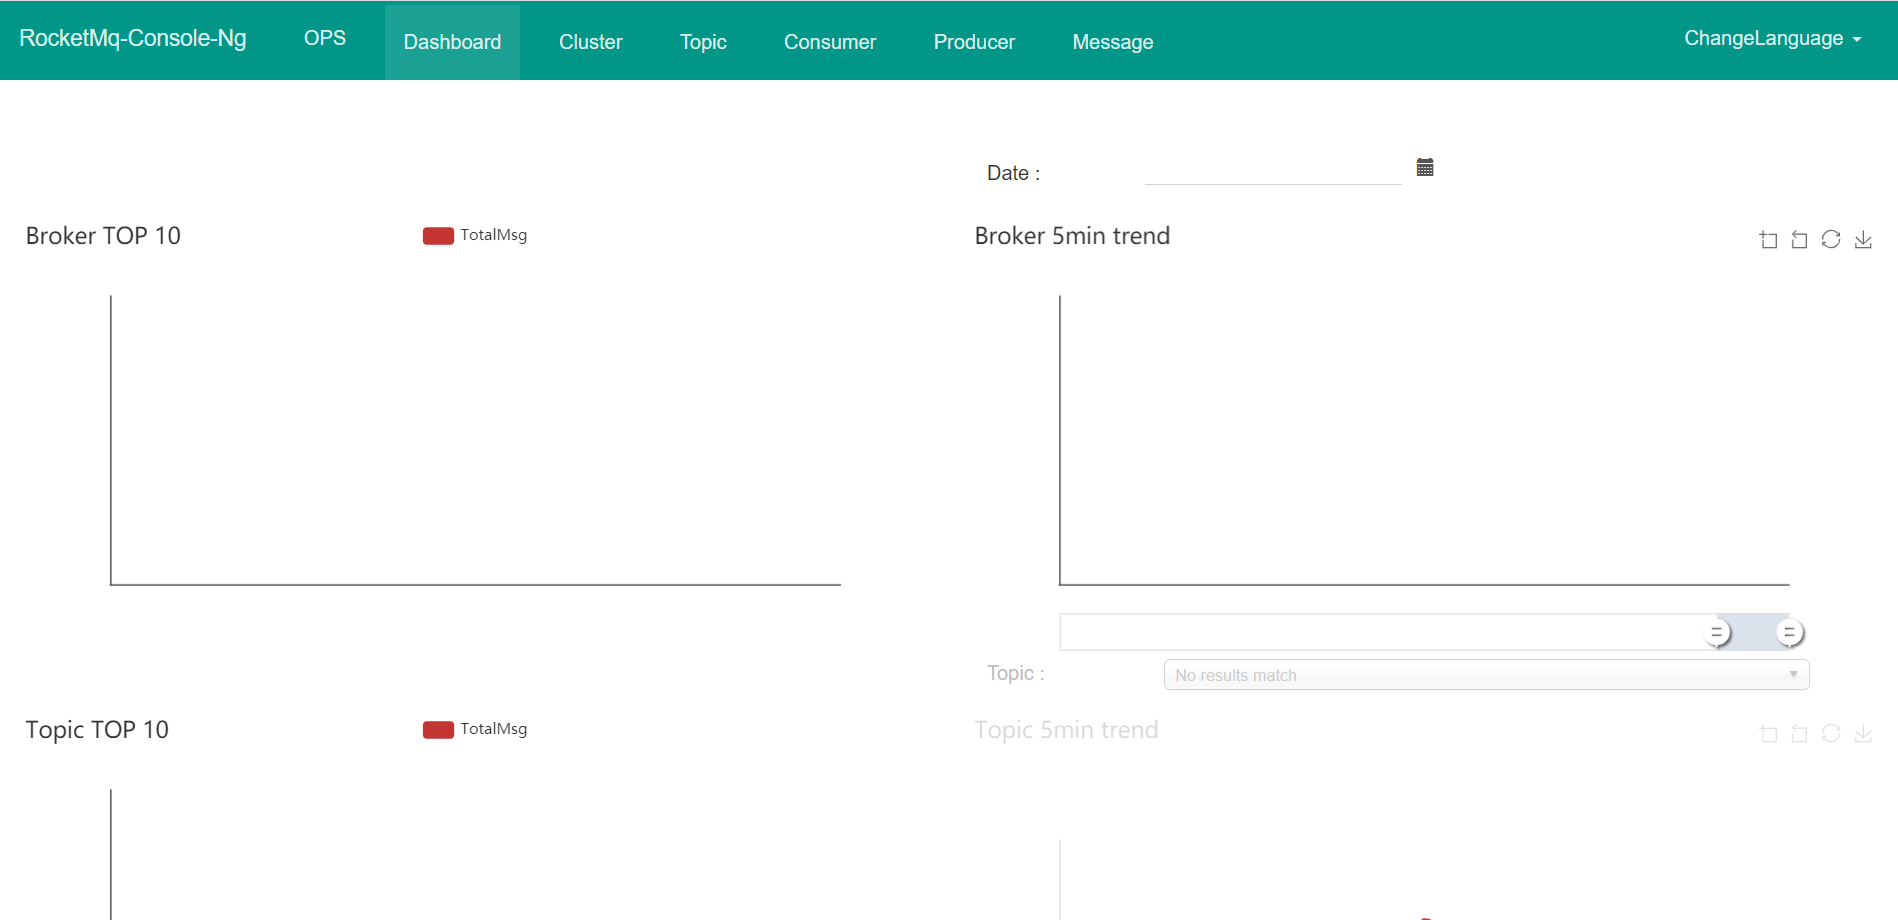 RocketMq-Console-Ng OPS Dashboard Cluster Topic Consumer Producer Message ChangeLanguage
Date :
Broker TOP 10 TotalMsg
Broker 5min trend
Topic :
No results match
Topic TOP 10 TotalMsg
Topic 5min trend